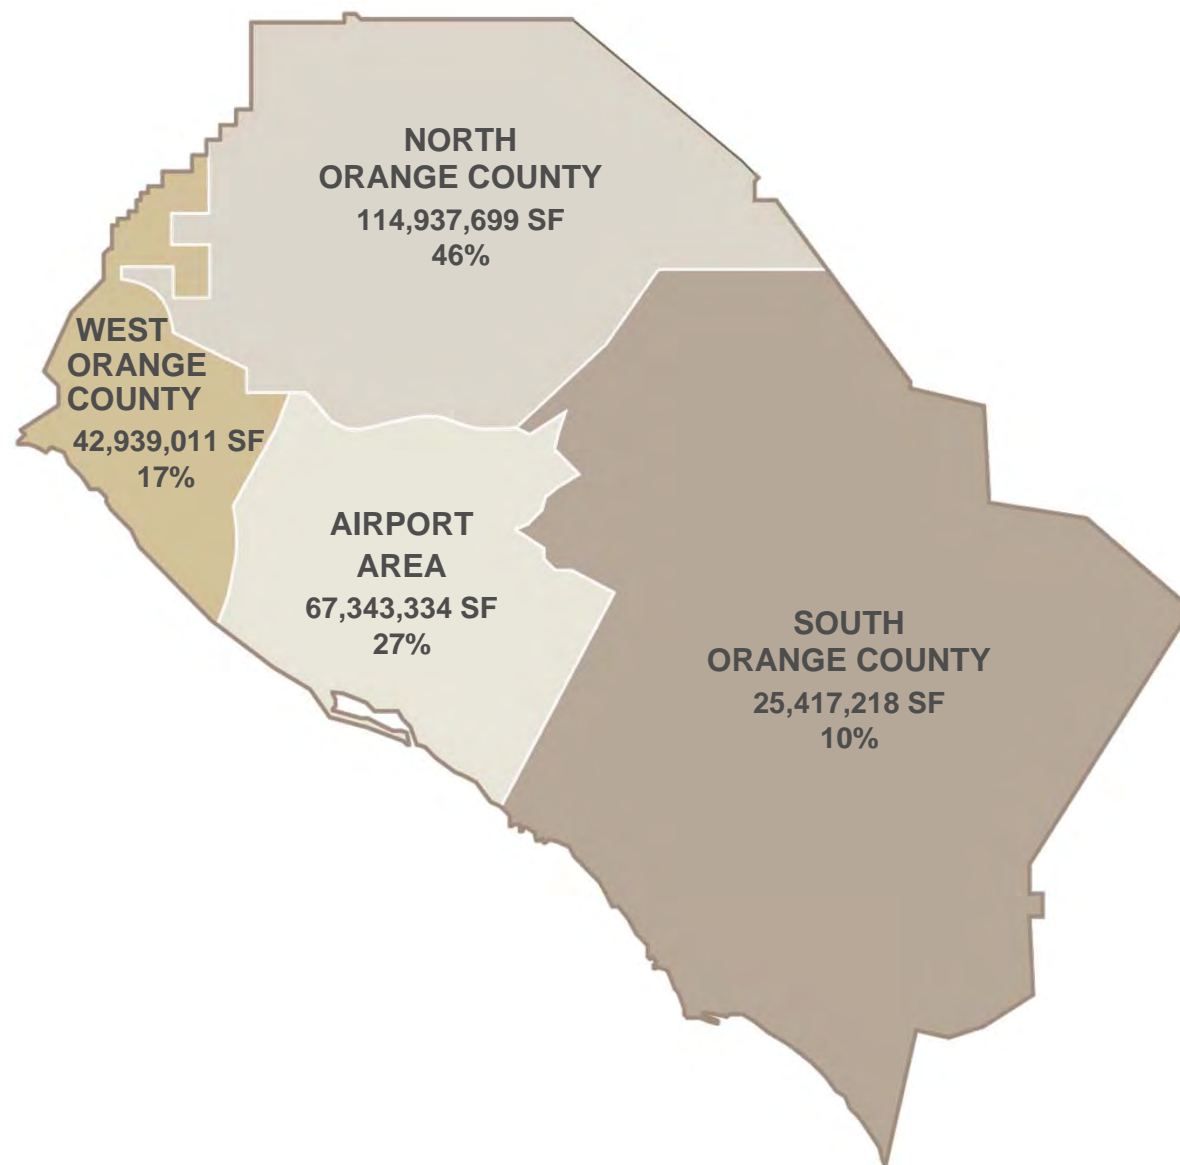 NORTH
ORANGE COUNTY
114,937,699 SF
46%
WEST
ORANGE
COUNTY
42,939,011 SF
17%
AIRPORT
AREA
67,343,334 SF
27%
SOUTH
ORANGE COUNTY
25,417,218 SF
10%